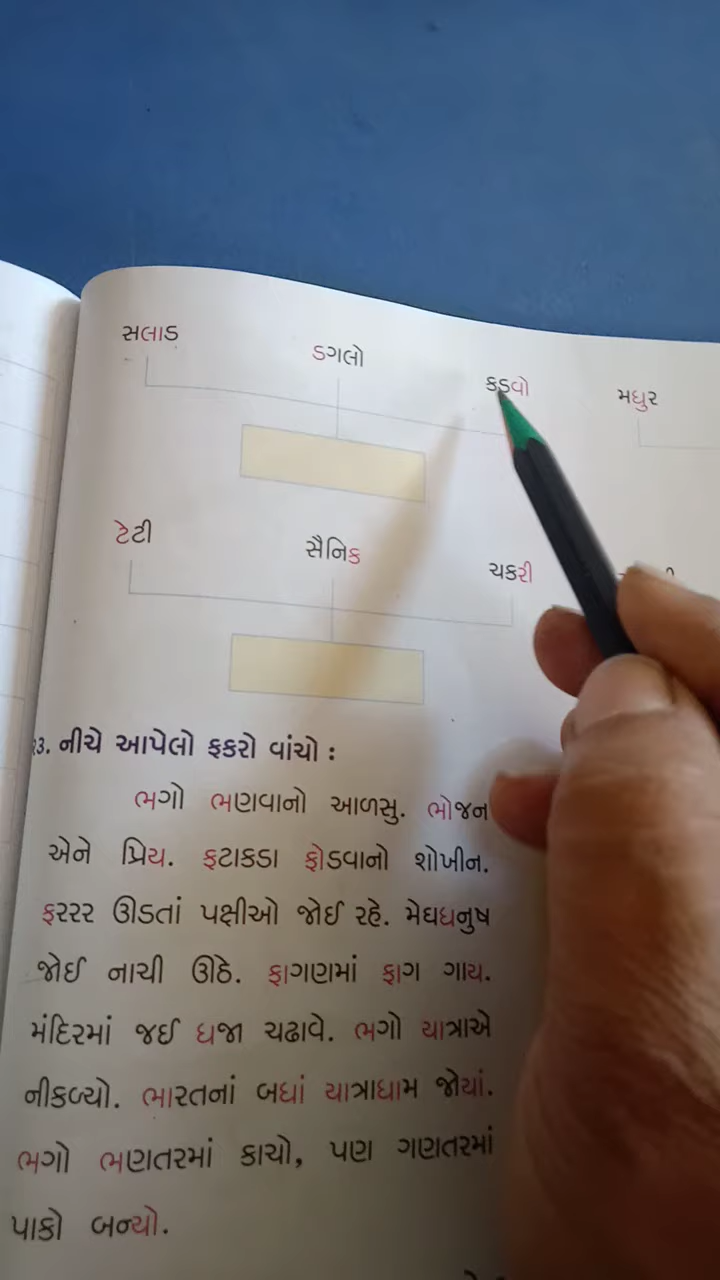 સલાડ ડગલો કડવો મધુર
ટેટી સૈનિક ચકરી
નીચે આપેલો ફકરો વાંચો :
ભગો ભણવાનો આળસુ. ભોજન
એને પ્રિય. ફટાકડા ફોડવાનો શોખીન.
ફરરર ઊડતાં પક્ષીઓ જોઈ રહે. મેઘધનુષ
જોઈ નાચી ઊઠે. ફાગણમાં ફાગ ગાય.
મંદિરમાં જઈ ધજા ચઢાવે. ભગો યાત્રાએ
નીકળ્યો. ભારતનાં બધાં યાત્રાધામ જોયાં.
ભગો ભણતરમાં કાચો, પણ ગણતરમાં
પાકો બન્યો.